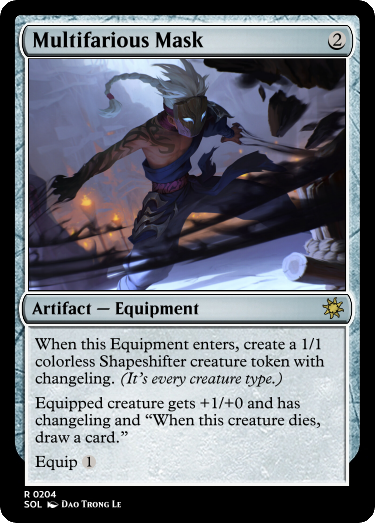 Multifarious Mask 2
Artifact — Equipment
When this Equipment enters, create a 1/1
colorless Shapeshifter creature token with
changeling. (It's every creature type.)
Equipped creature gets +1/+0 and has
changeling and “When this creature dies,
draw a card.”
Equip 1
R 0204
SOL Dao Trong Le